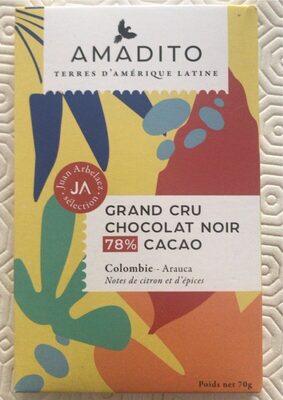 AMADITO
TERRES D'AMÉRIQUE LATINE
Juan Arbelaez
JA
sélection
GRAND CRU
CHOCOLAT NOIR
78% CACAO
Colombie - Arauca
Notes de citron et d'épices
Poids net 70g